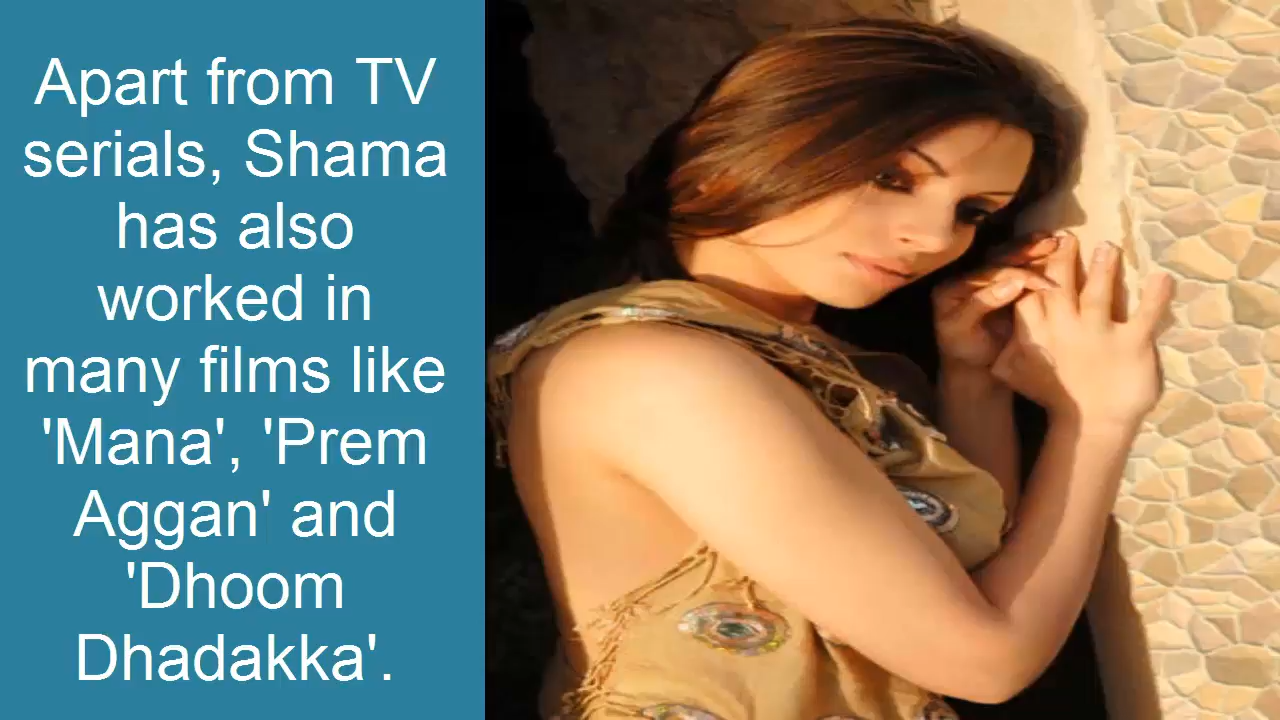 Apart from TV
serials, Shama
has also
worked in
many films like
'Mana', 'Prem
Aggan' and
'Dhoom
Dhadakka'.